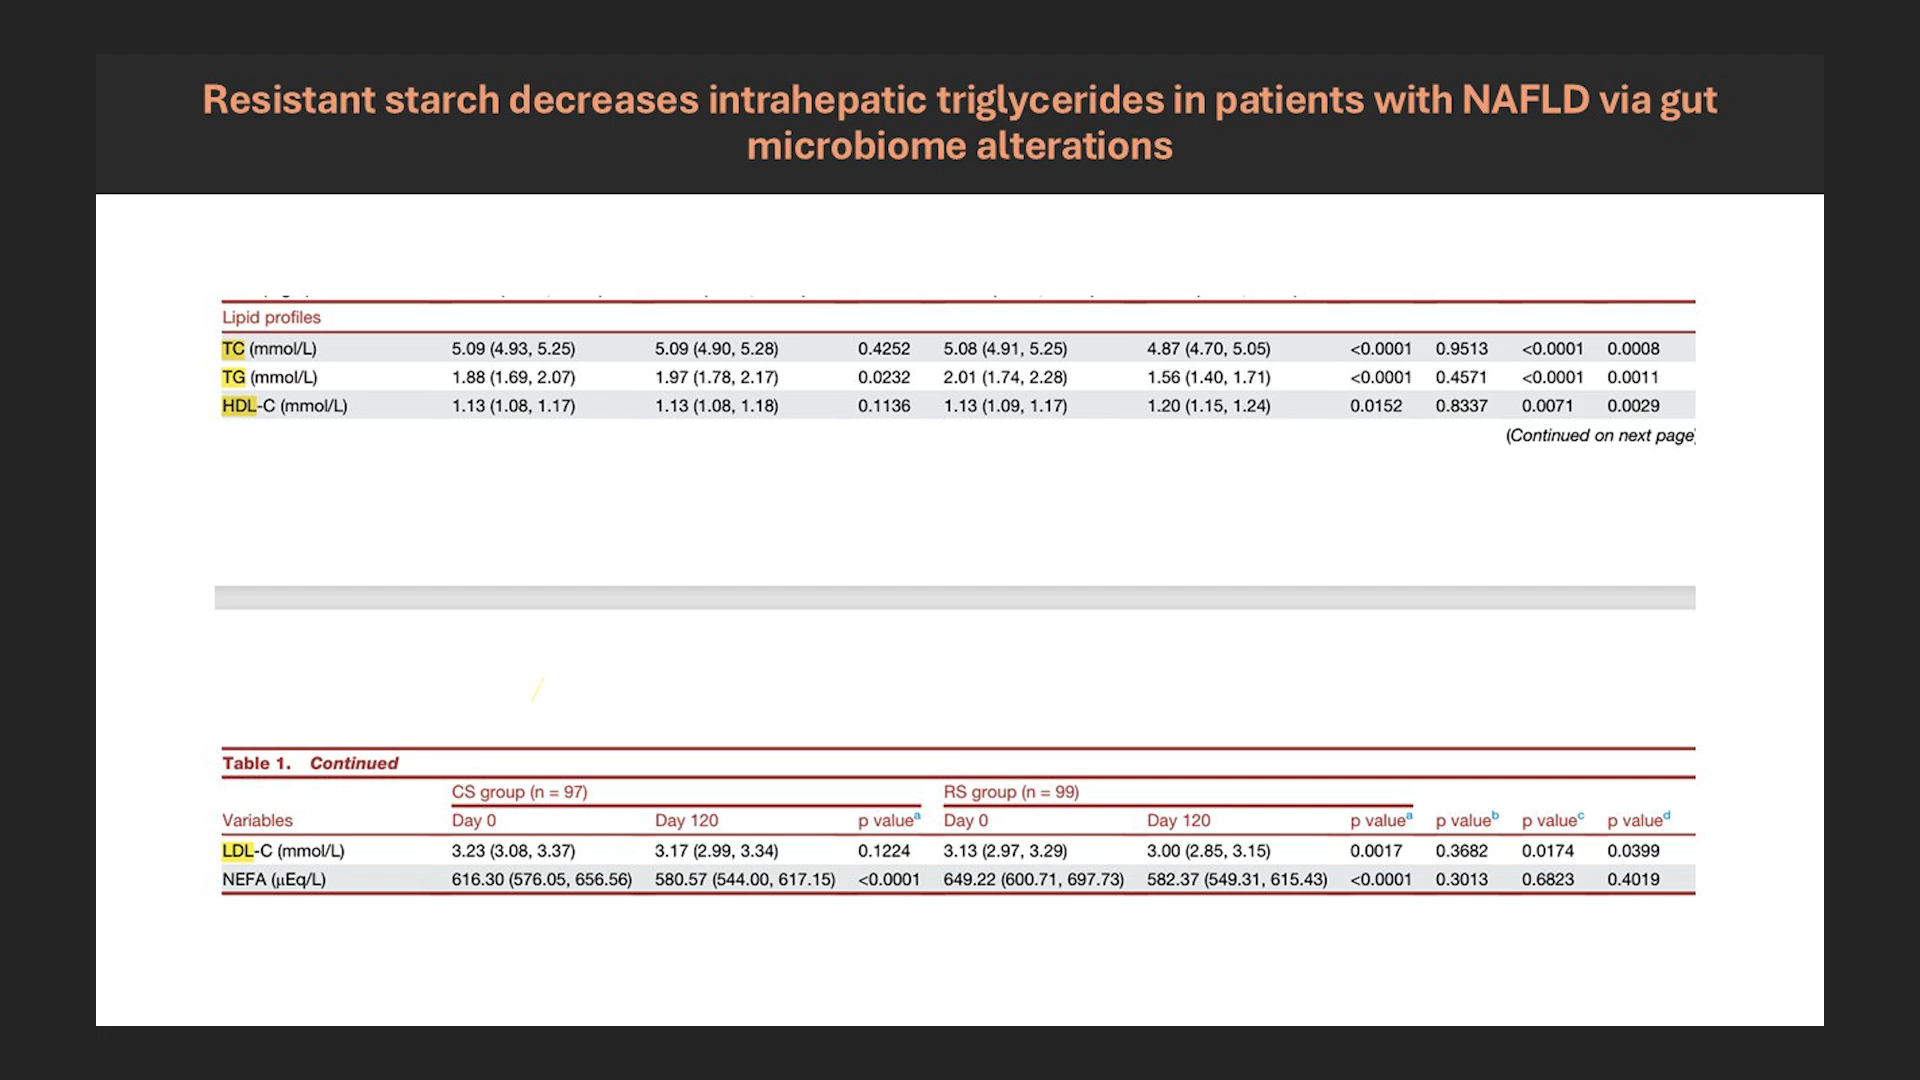 Resistant starch decreases intrahepatic triglycerides in patients with NAFLD via gut
microbiome alterations
Lipid profiles
TC (mmol/L) 5.09 (4.93, 5.25) 5.09 (4.90, 5.28) 0.4252 5.08 (4.91, 5.25) 4.87 (4.70, 5.05) <0.0001 0.9513 <0.0001 0.0008
TG (mmol/L) 1.88 (1.69, 2.07) 1.97 (1.78, 2.17) 0.0232 2.01 (1.74, 2.28) 1.56 (1.40, 1.71) <0.0001 0.4571 <0.0001 0.0011
HDL-C (mmol/L) 1.13 (1.08, 1.17) 1.13 (1.08, 1.18) 0.1136 1.13 (1.09, 1.17) 1.20 (1.15, 1.24) 0.0152 0.8337 0.0071 0.0029
(Continued on next page)
Table 1. Continued
CS group (n = 97) RS group (n = 99)
Variables Day 0 Day 120 p valueᵃ Day 0 Day 120 p valueᵃ p valueᵇ p valueᶜ p valueᵈ
LDL-C (mmol/L) 3.23 (3.08, 3.37) 3.17 (2.99, 3.34) 0.1224 3.13 (2.97, 3.29) 3.00 (2.85, 3.15) 0.0017 0.3682 0.0174 0.0399
NEFA (μEq/L) 616.30 (576.05, 656.56) 580.57 (544.00, 617.15) <0.0001 649.22 (600.71, 697.73) 582.37 (549.31, 615.43) <0.0001 0.3013 0.6823 0.4019